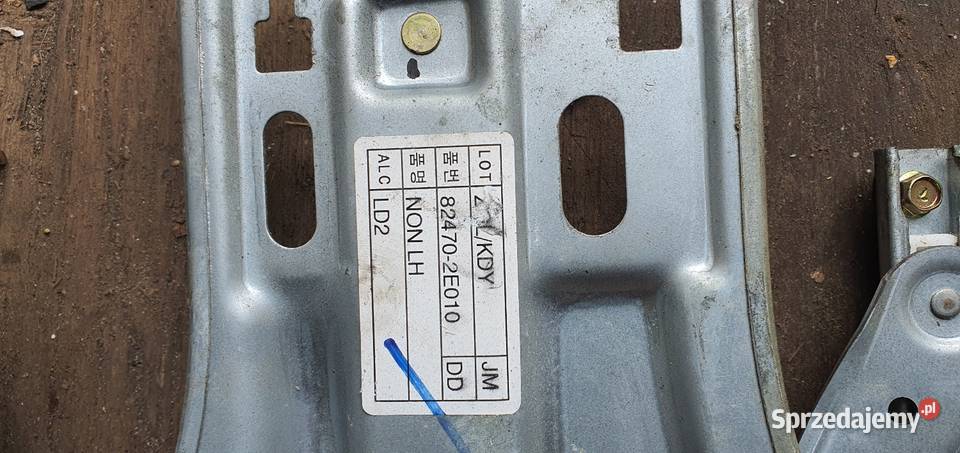 LOT /KDY JM
품번 82470-2E010 DD
품명 NON LH
ALC LD2
Sprzedajemy.pl